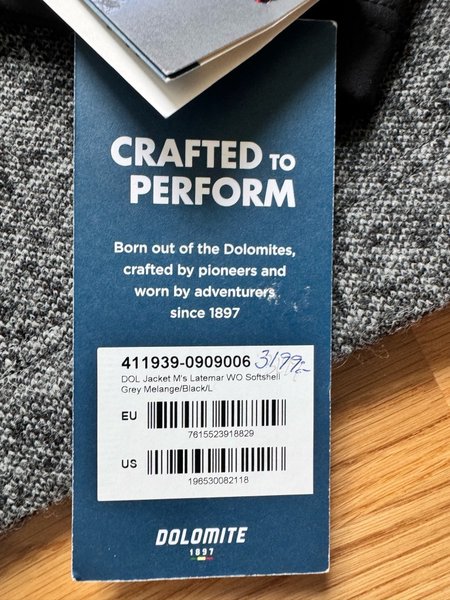 CRAFTED TO
PERFORM
Born out of the Dolomites,
crafted by pioneers and
worn by adventurers
since 1897
411939-0909006 3199:-
DOL Jacket M's Latemar WO Softshell
Grey Melange/Black/L
EU
7615523918829
US
196530082118
DOLOMITE
1897